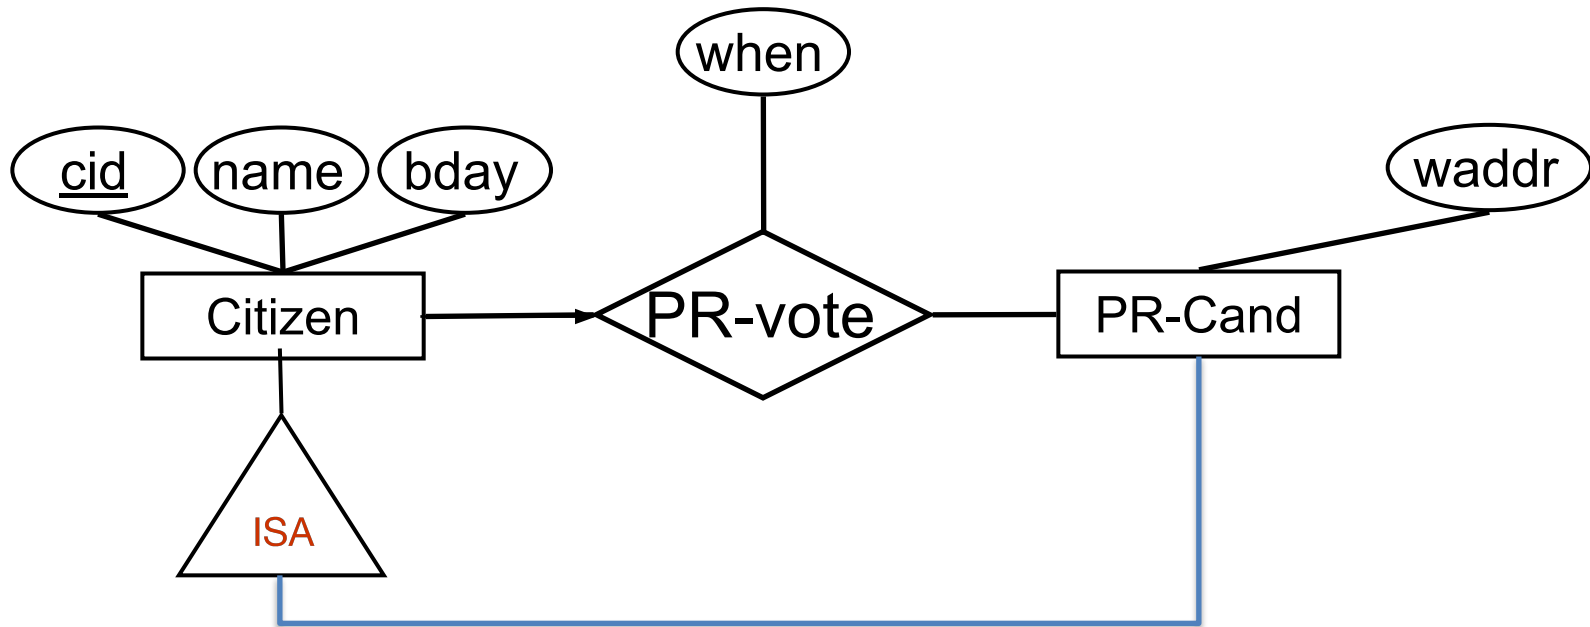 when
cid
name
bday
waddr
Citizen
PR-vote
PR-Cand
ISA